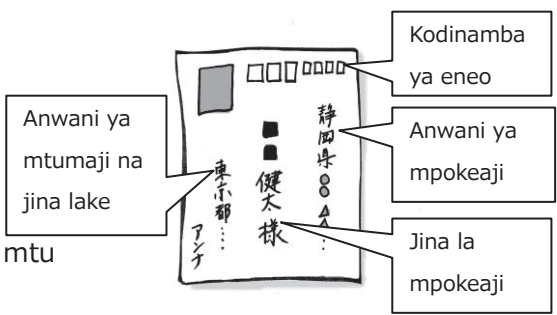 Kodinamba
ya eneo
Anwani ya
mtumaji na
jina lake
Anwani ya
mpokeaji
Jina la
mpokeaji
静岡県○○△△…
■■健太様
東京都……
アンナ
mtu